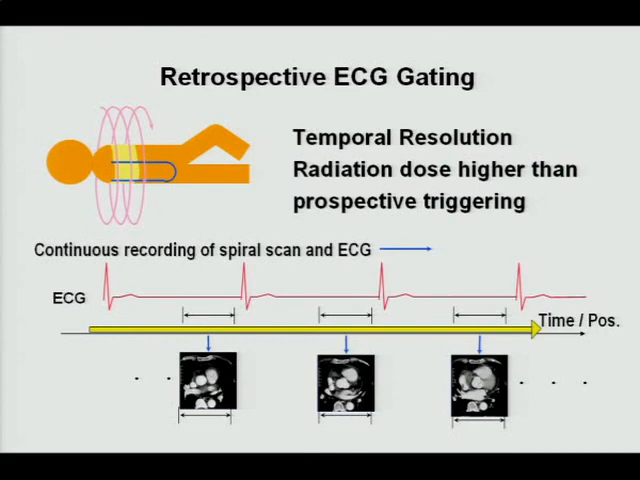 Retrospective ECG Gating
Temporal Resolution
Radiation dose higher than
prospective triggering
Continuous recording of spiral scan and ECG
ECG
Time / Pos.